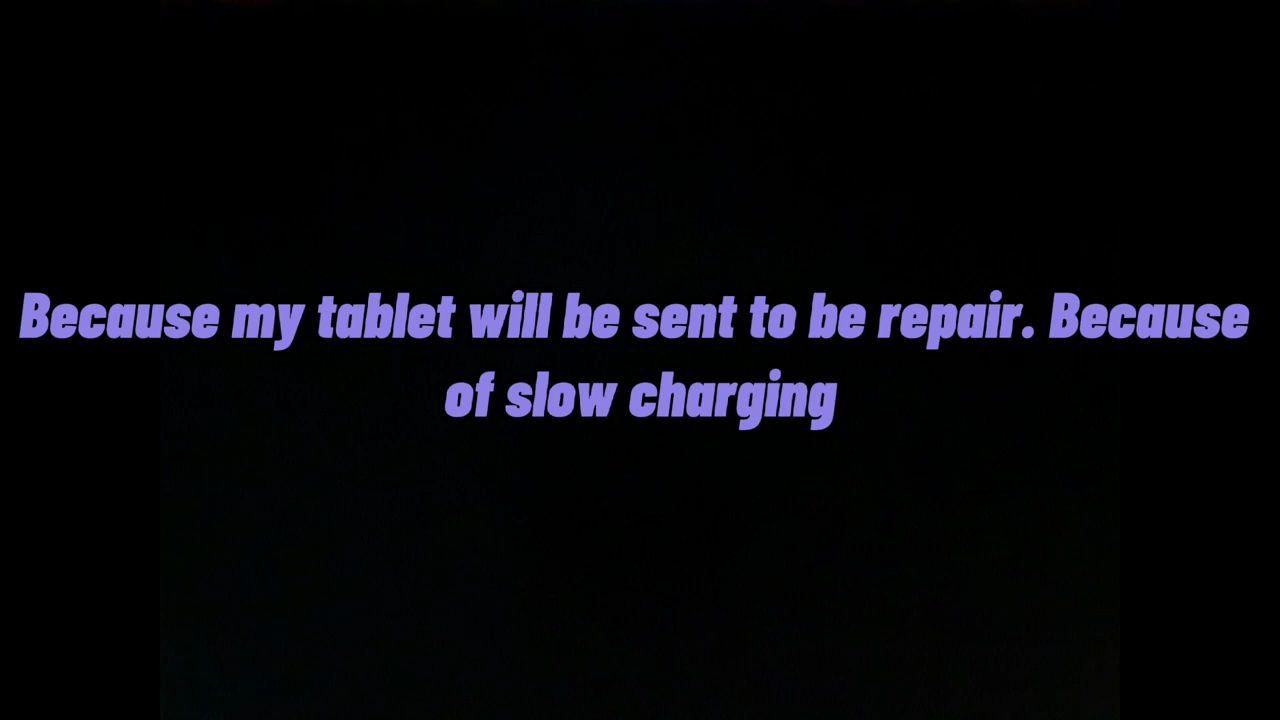 Because my tablet will be sent to be repair. Because
of slow charging